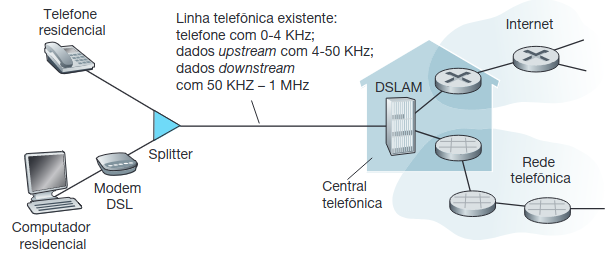 Telefone
residencial
Linha telefônica existente:
telefone com 0-4 KHz;
dados upstream com 4-50 KHz;
dados downstream
com 50 KHZ – 1 MHz
Internet
DSLAM
Splitter
Modem
DSL
Computador
residencial
Central
telefônica
Rede
telefônica